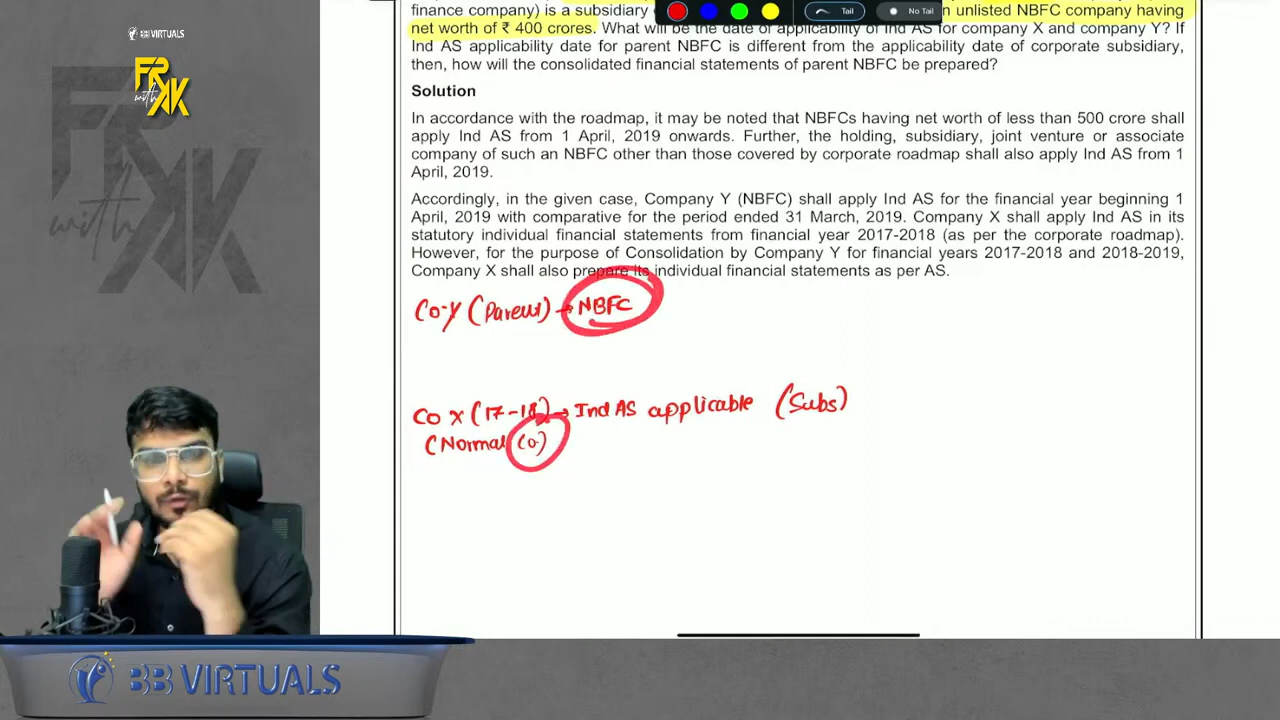 BB VIRTUALS
FR
with
AK
FR
with
AK
Tail
No Tail
finance company) is a subsidiary
n unlisted NBFC company having
net worth of ₹ 400 crores. What will be the date of applicability of Ind AS for company X and company Y? If
Ind AS applicability date for parent NBFC is different from the applicability date of corporate subsidiary,
then, how will the consolidated financial statements of parent NBFC be prepared?
Solution
In accordance with the roadmap, it may be noted that NBFCs having net worth of less than 500 crore shall
apply Ind AS from 1 April, 2019 onwards. Further, the holding, subsidiary, joint venture or associate
company of such an NBFC other than those covered by corporate roadmap shall also apply Ind AS from 1
April, 2019.
Accordingly, in the given case, Company Y (NBFC) shall apply Ind AS for the financial year beginning 1
April, 2019 with comparative for the period ended 31 March, 2019. Company X shall apply Ind AS in its
statutory individual financial statements from financial year 2017-2018 (as per the corporate roadmap).
However, for the purpose of Consolidation by Company Y for financial years 2017-2018 and 2018-2019,
Company X shall also prepare its individual financial statements as per AS.
Co-Y (Parent) → NBFC
Co X (17-18) → Ind AS applicable (Subs)
(Normal Co-)
BB VIRTUALS